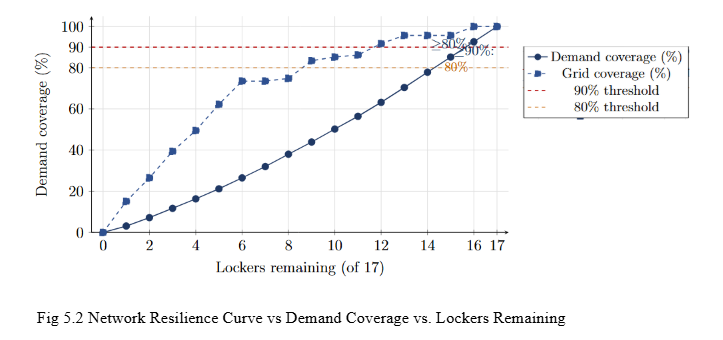 100
90
80
60
40
20
0
Demand coverage (%)
≥80%
≥90%:
80%
0 2 4 6 8 10 12 14 16 17
Lockers remaining (of 17)
Demand coverage (%)
Grid coverage (%)
90% threshold
80% threshold
Fig 5.2 Network Resilience Curve vs Demand Coverage vs. Lockers Remaining